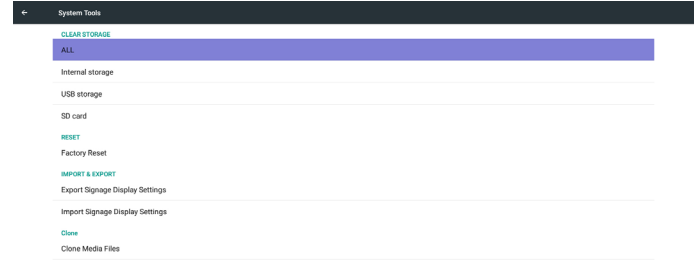 System Tools
CLEAR STORAGE
ALL
Internal storage
USB storage
SD card
RESET
Factory Reset
IMPORT & EXPORT
Export Signage Display Settings
Import Signage Display Settings
Clone
Clone Media Files